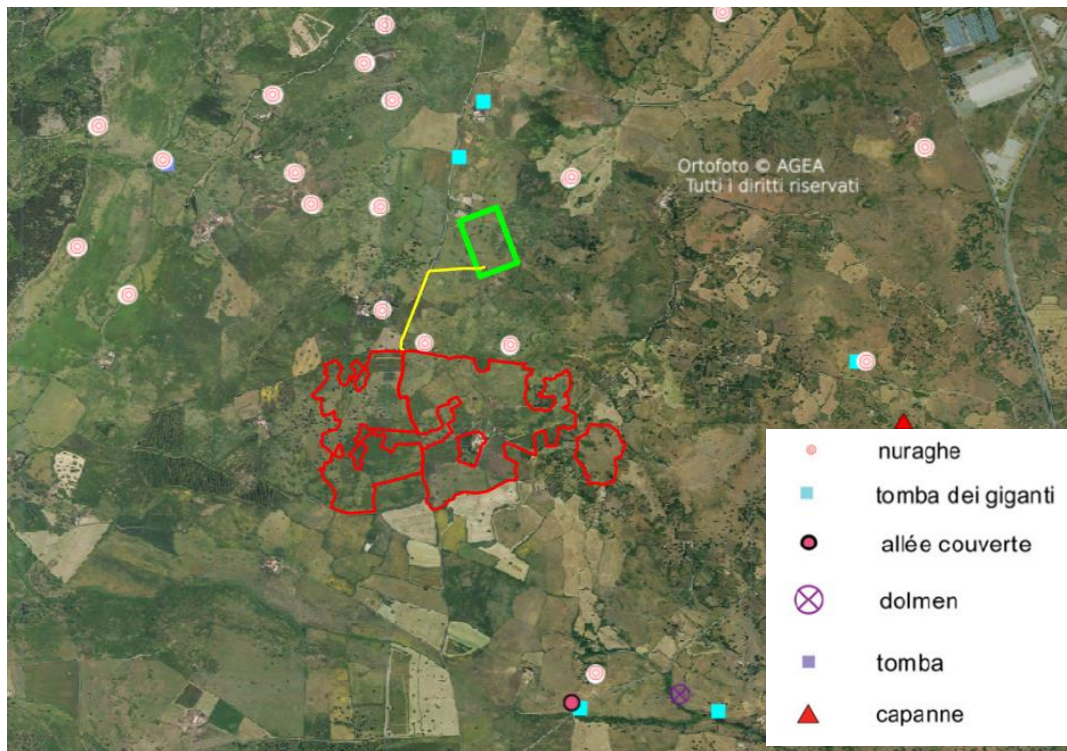 Ortofoto © AGEA
Tutti i diritti riservati
nuraghe
tomba dei giganti
allée couverte
dolmen
tomba
capanne